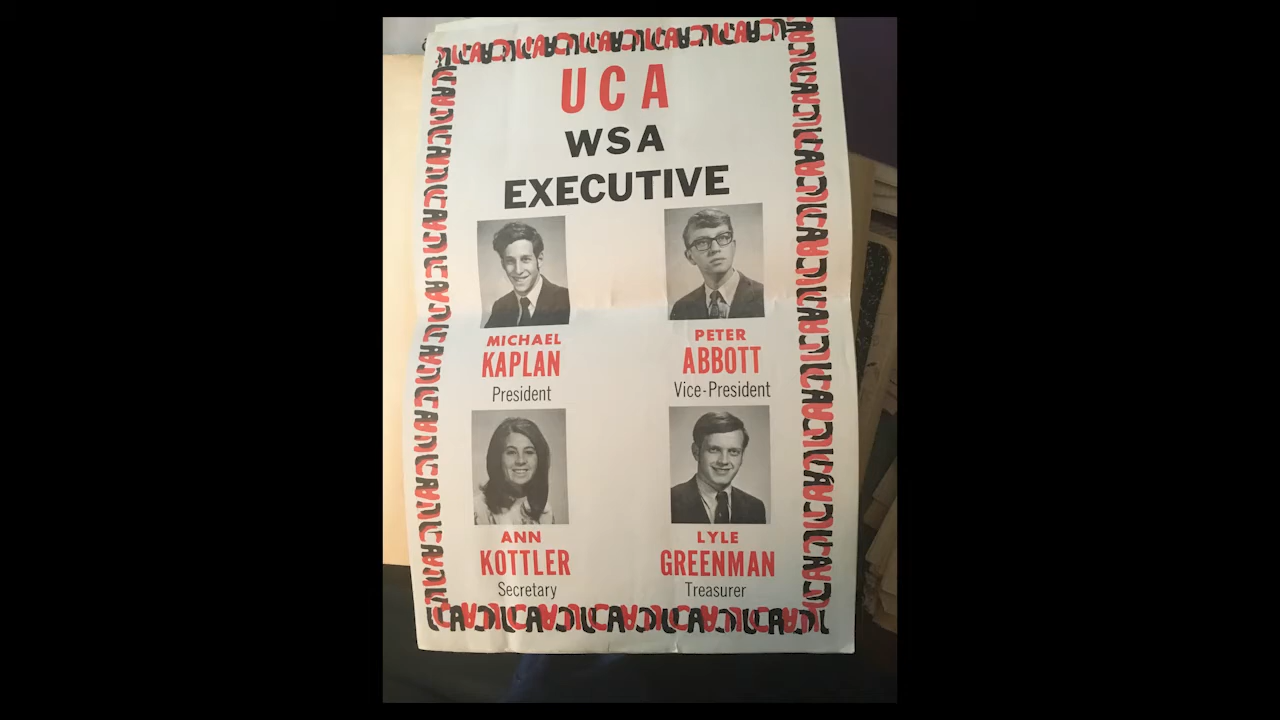 UCA
WSA
EXECUTIVE
MICHAEL
KAPLAN
President
PETER
ABBOTT
Vice-President
ANN
KOTTLER
Secretary
LYLE
GREENMAN
Treasurer